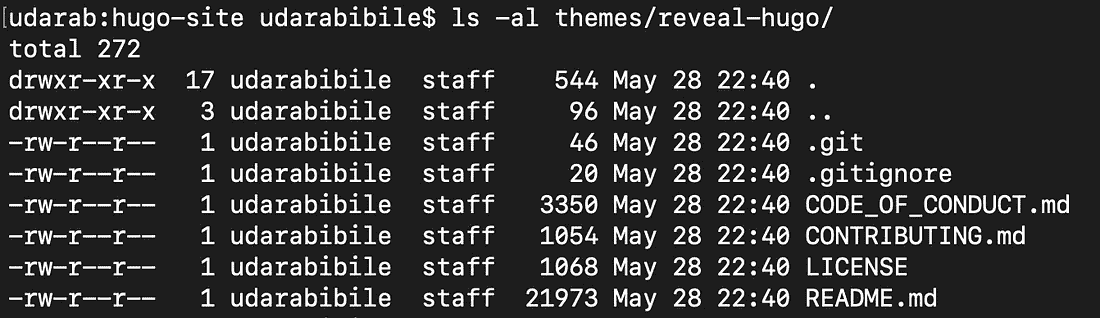 [udarab:hugo-site udarabibile$ ls -al themes/reveal-hugo/
total 272
drwxr-xr-x  17 udarabibile  staff    544 May 28 22:40 .
drwxr-xr-x   3 udarabibile  staff     96 May 28 22:40 ..
-rw-r--r--   1 udarabibile  staff     46 May 28 22:40 .git
-rw-r--r--   1 udarabibile  staff     20 May 28 22:40 .gitignore
-rw-r--r--   1 udarabibile  staff   3350 May 28 22:40 CODE_OF_CONDUCT.md
-rw-r--r--   1 udarabibile  staff   1054 May 28 22:40 CONTRIBUTING.md
-rw-r--r--   1 udarabibile  staff   1068 May 28 22:40 LICENSE
-rw-r--r--   1 udarabibile  staff  21973 May 28 22:40 README.md